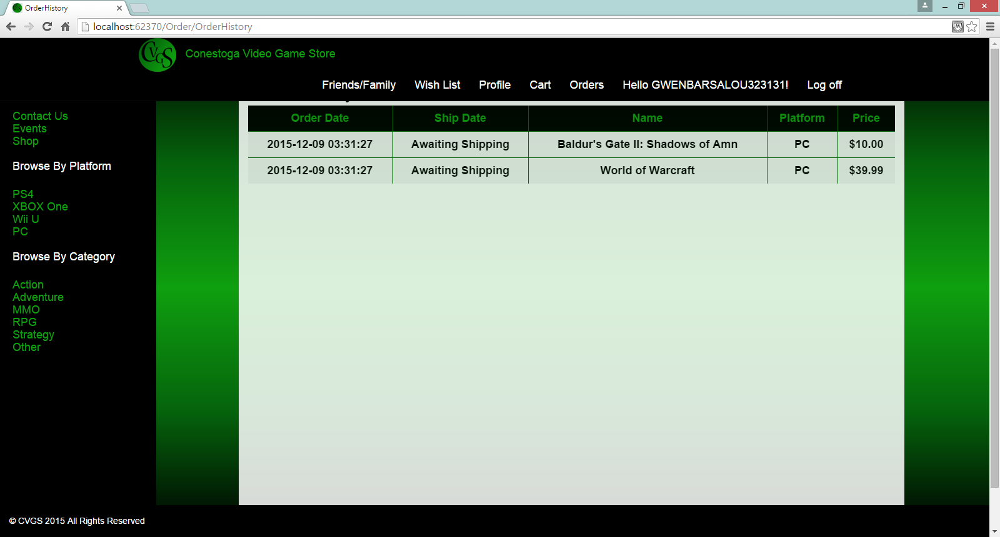 OrderHistory
localhost:62370/Order/OrderHistory
CVGS Conestoga Video Game Store
Friends/Family Wish List Profile Cart Orders Hello GWENBARSALOU323131! Log off
Contact Us
Events
Shop
Browse By Platform
PS4
XBOX One
Wii U
PC
Browse By Category
Action
Adventure
MMO
RPG
Strategy
Other
Order Date Ship Date Name Platform Price
2015-12-09 03:31:27 Awaiting Shipping Baldur's Gate II: Shadows of Amn PC $10.00
2015-12-09 03:31:27 Awaiting Shipping World of Warcraft PC $39.99
© CVGS 2015 All Rights Reserved